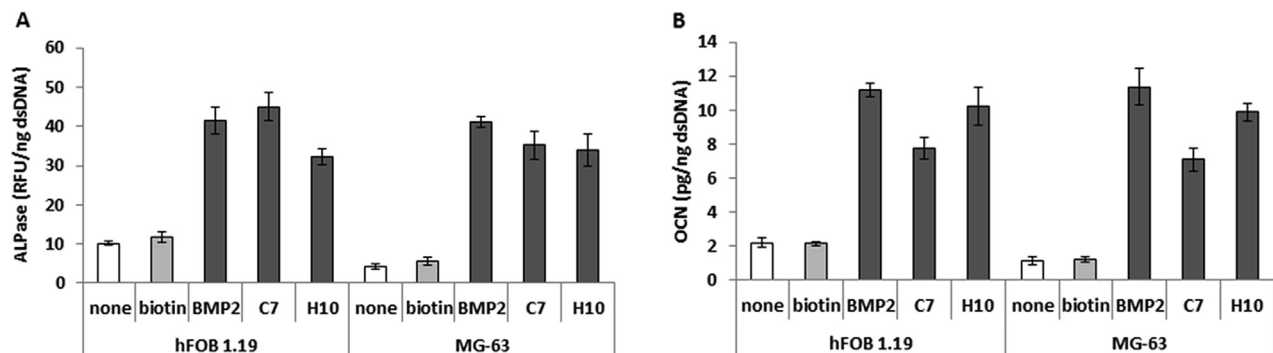 A
ALPase (RFU/ng dsDNA)
60
50
40
30
20
10
0
none biotin BMP2 C7 H10 none biotin BMP2 C7 H10
hFOB 1.19 MG-63
B
OCN (pg/ng dsDNA)
14
12
10
8
6
4
2
0
none biotin BMP2 C7 H10 none biotin BMP2 C7 H10
hFOB 1.19 MG-63